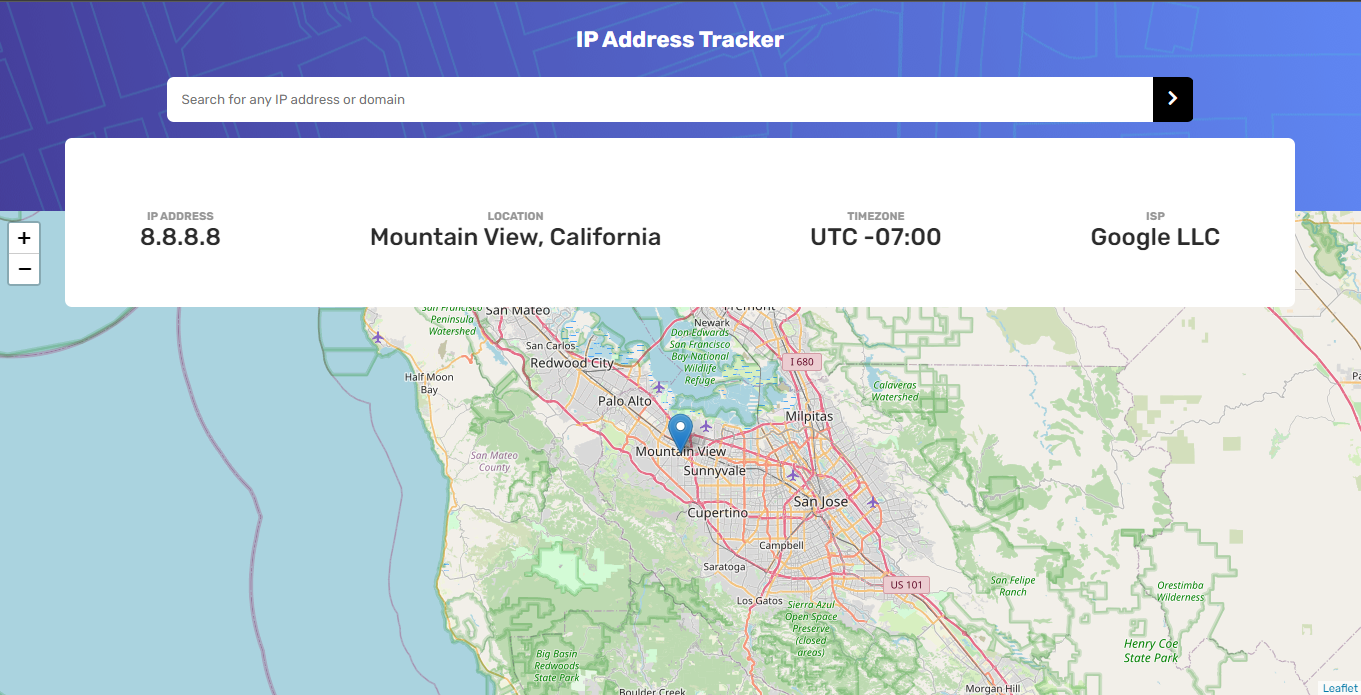 IP Address Tracker
Search for any IP address or domain
IP ADDRESS
8.8.8.8
LOCATION
Mountain View, California
TIMEZONE
UTC -07:00
ISP
Google LLC
+
−
San Francisco
Peninsula
Watershed
San Mateo
Fremont
Newark
San Carlos
Redwood City
Don Edwards
San Francisco
Bay National
Wildlife
Refuge
I 680
Half Moon
Bay
Calaveras
Watershed
Palo Alto
Milpitas
Mountain View
San Mateo
County
Sunnyvale
San Jose
Cupertino
Campbell
Saratoga
US 101
San Felipe
Ranch
Orestimba
Wilderness
Los Gatos
Sierra Azul
Open Space
Preserve
(closed
areas)
Henry Coe
State Park
Big Basin
Redwoods
State Park
Boulder Creek
Morgan Hill
Leaflet